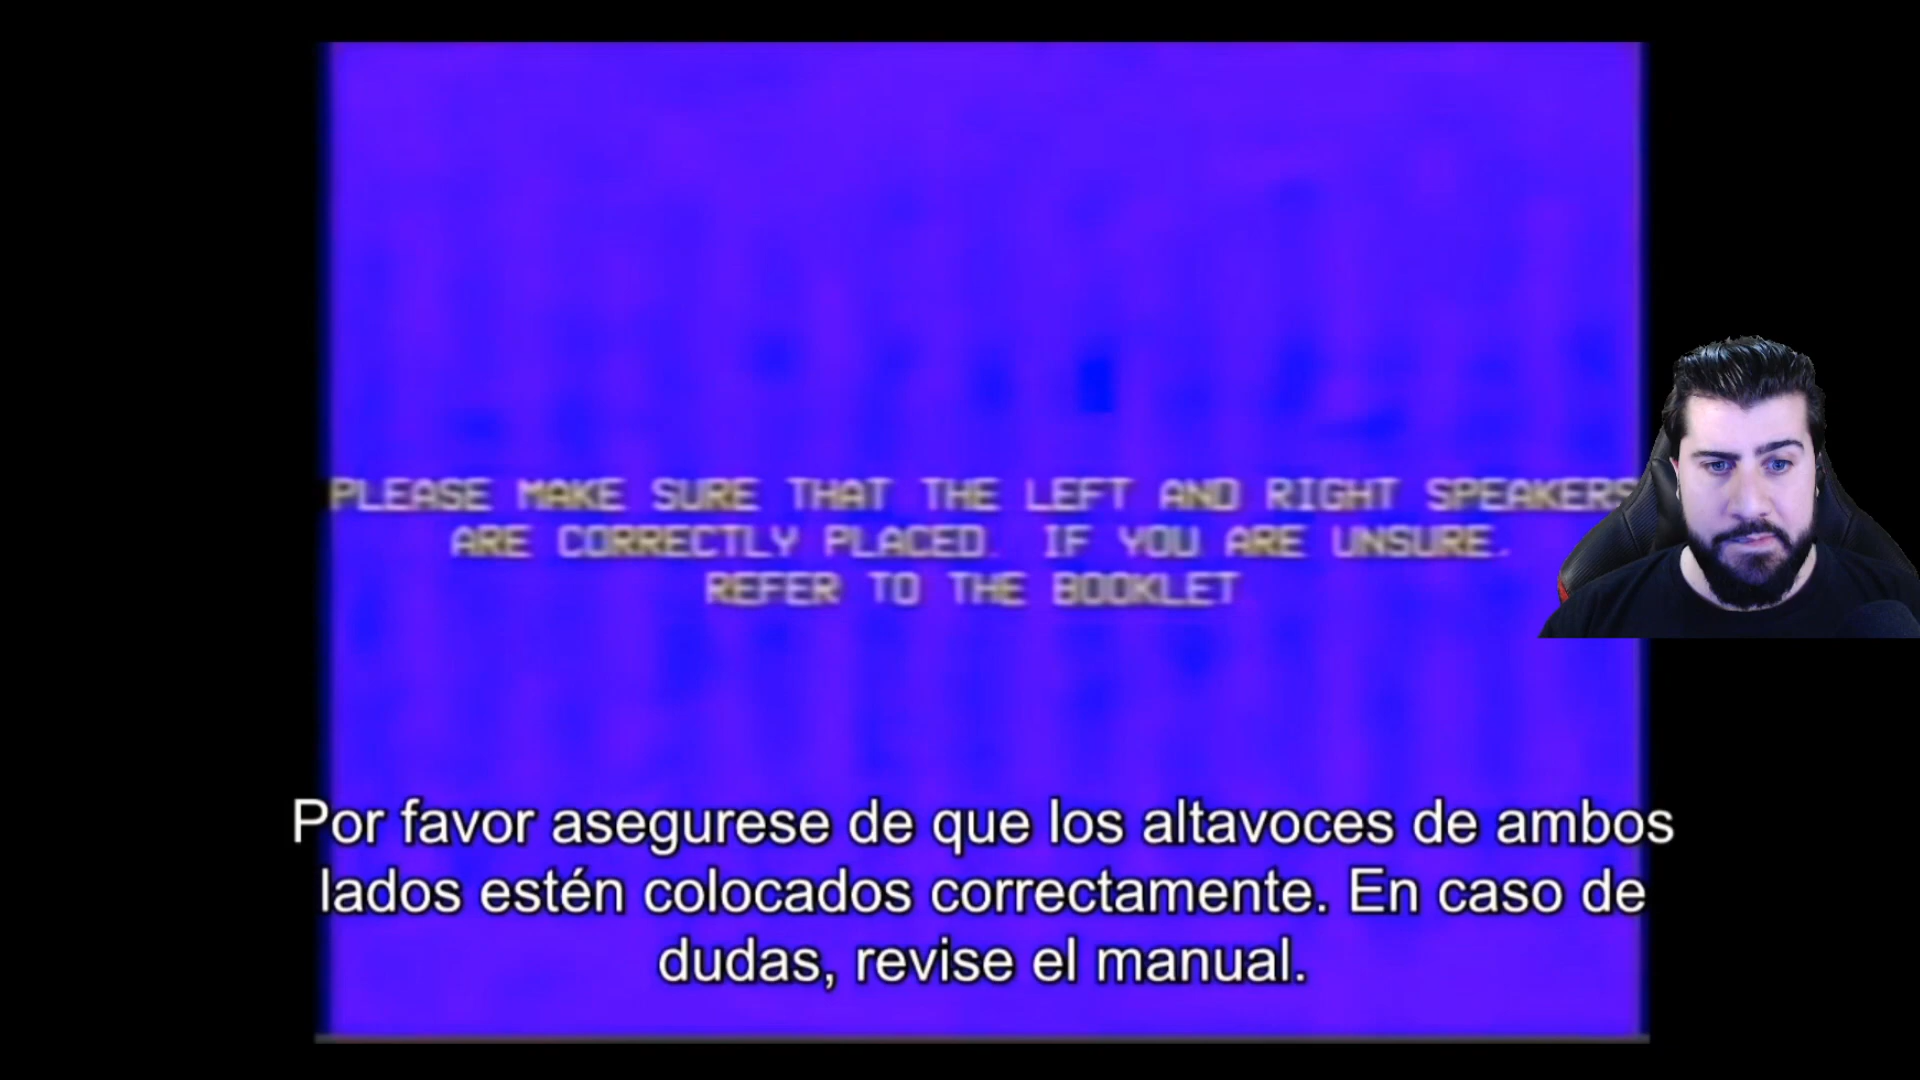 PLEASE MAKE SURE THAT THE LEFT AND RIGHT SPEAKERS
ARE CORRECTLY PLACED. IF YOU ARE UNSURE,
REFER TO THE BOOKLET
Por favor asegurese de que los altavoces de ambos
lados estén colocados correctamente. En caso de
dudas, revise el manual.